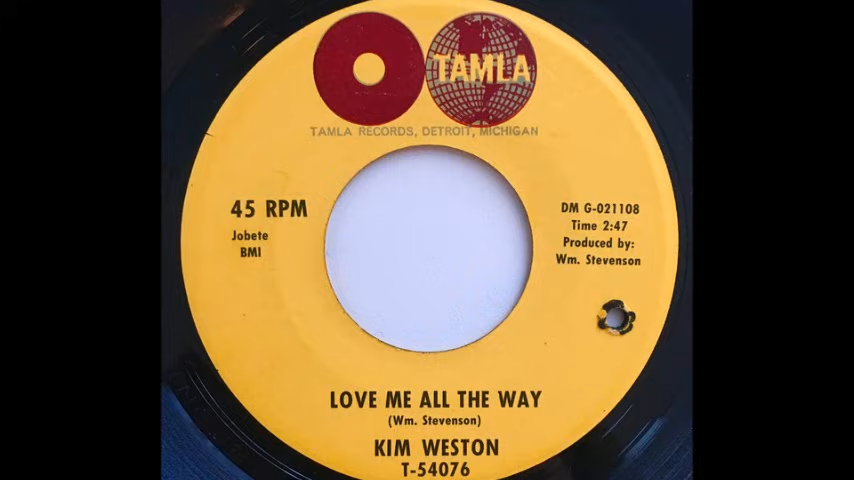 TAMLA
TAMLA RECORDS, DETROIT, MICHIGAN
45 RPM
Jobete
BMI
DM G-021108
Time 2:47
Produced by:
Wm. Stevenson
LOVE ME ALL THE WAY
(Wm. Stevenson)
KIM WESTON
T-54076